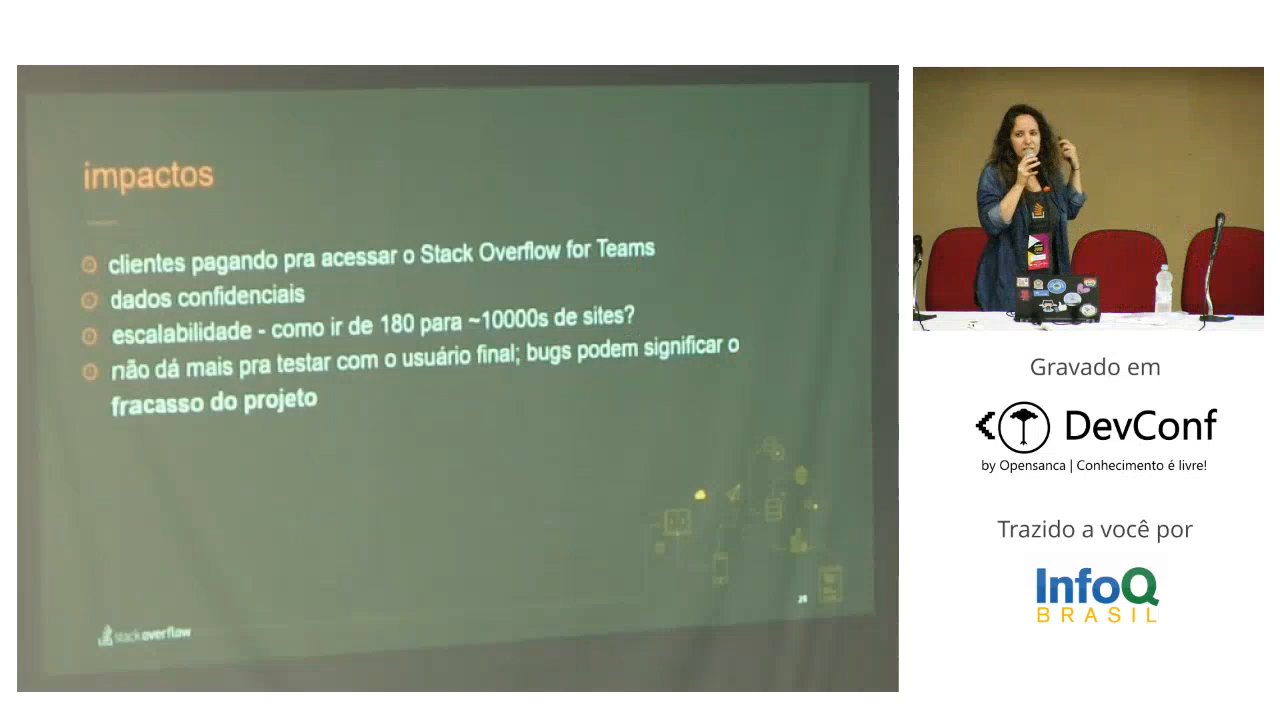 impactos
clientes pagando pra acessar o Stack Overflow for Teams
dados confidenciais
escalabilidade - como ir de 180 para ~10000s de sites?
não dá mais pra testar com o usuário final; bugs podem significar o
fracasso do projeto
stackoverflow
Gravado em
DevConf
by Opensanca | Conhecimento é livre!
Trazido a você por
InfoQ
BRASIL